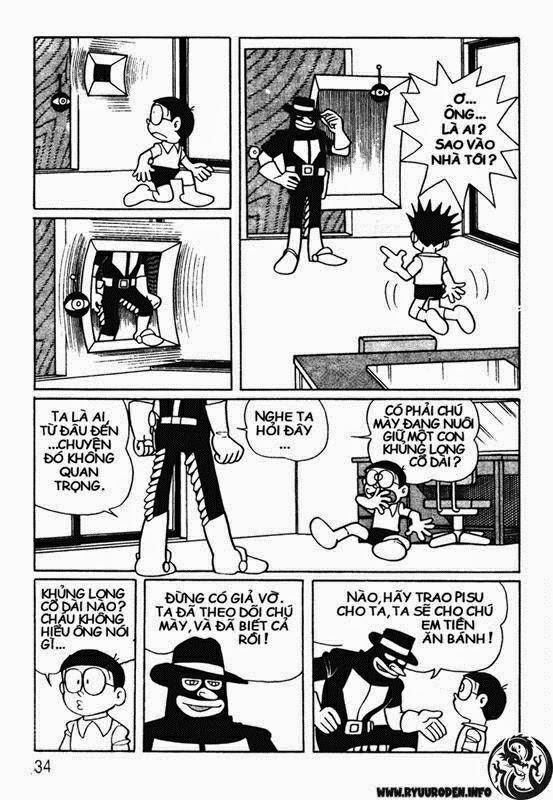 Ơ...
ÔNG...
LÀ AI?
SAO VÀO
NHÀ TỚI?
TA LÀ AI,
TỪ ĐÂU ĐẾN
...CHUYỆN
ĐÓ KHÔNG
QUAN
TRỌNG.
NGHE TA
HỎI ĐÂY
...
CÓ PHẢI CHÚ
MÀY ĐANG NUÔI
GIỮ MỘT CON
KHỦNG LONG
CỔ DÀI?
KHỦNG LONG
CỔ DÀI NÀO?
CHÁU KHÔNG
HIỂU ÔNG NÓI
GÌ...
ĐỪNG CÓ GIẢ VỜ.
TA ĐÃ THEO DÕI CHÚ
MÀY, VÀ ĐÃ BIẾT CẢ
RỒI!
NÀO, HÃY TRAO PISU
CHO TA, TA SẼ CHO CHÚ
EM TIỀN
ĂN BÁNH!
34
WWW.RYUURODEN.INFO